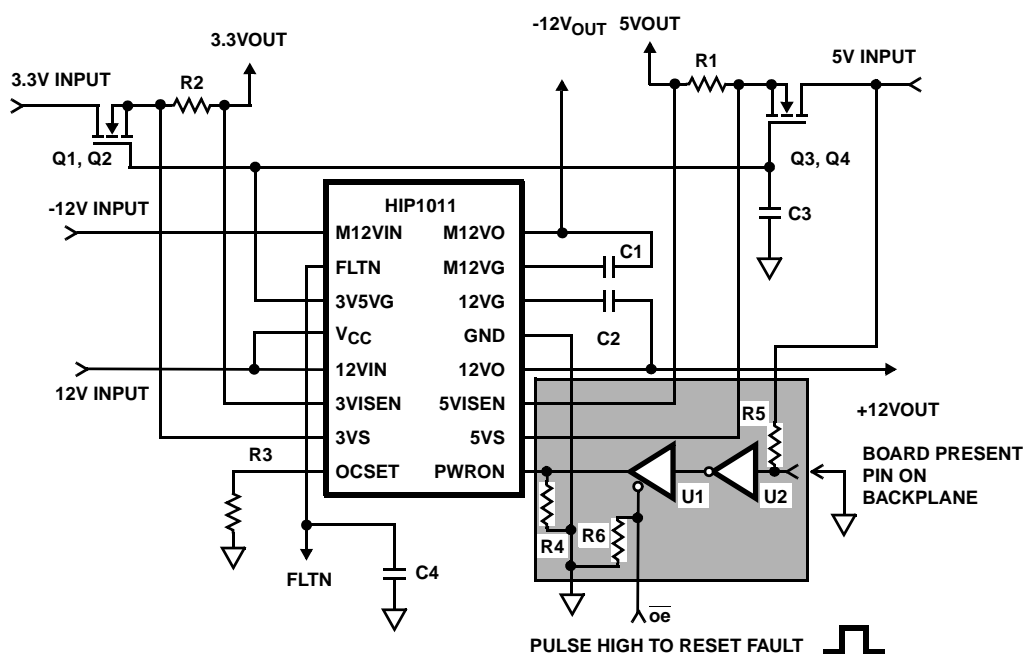 -12VOUT 5VOUT
3.3VOUT
5V INPUT
3.3V INPUT
R2
R1
Q1, Q2
Q3, Q4
HIP1011
-12V INPUT
C3
M12VIN M12VO
C1
FLTN M12VG
3V5VG 12VG
VCC GND
C2
12VIN 12VO
12V INPUT
3VISEN 5VISEN
+12VOUT
R5
3VS 5VS
R3
BOARD PRESENT
PIN ON
BACKPLANE
OCSET PWRON
U1 U2
R4 R6
FLTN
C4
oe
PULSE HIGH TO RESET FAULT